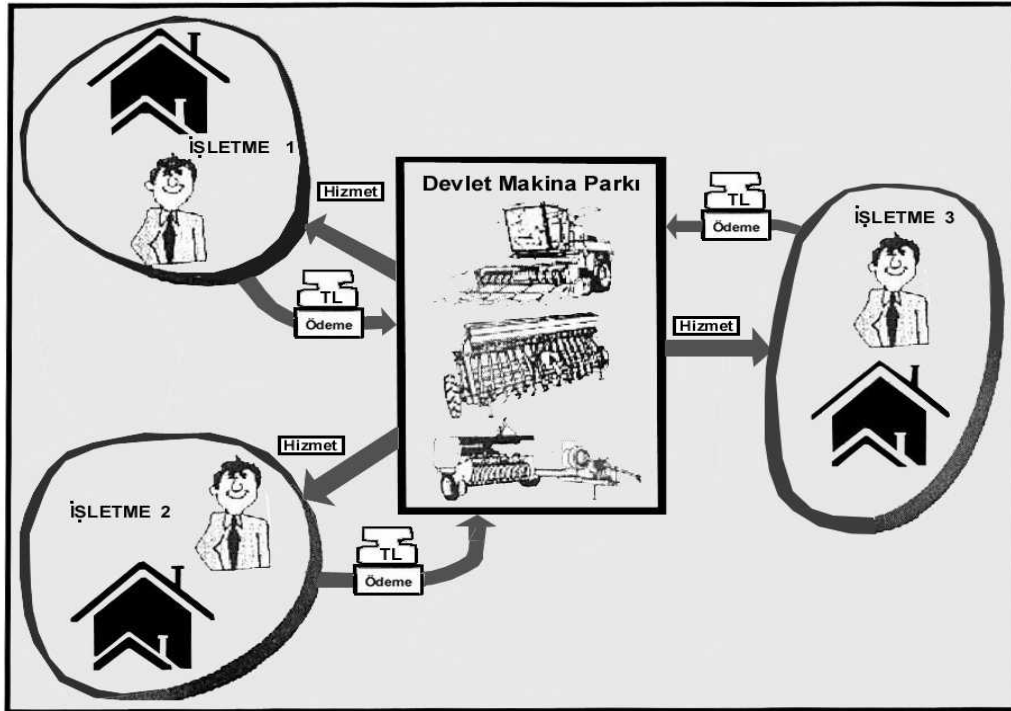 İŞLETME 1
Hizmet
Devlet Makina Parkı
TL
Ödeme
İŞLETME 3
TL
Ödeme
Hizmet
Hizmet
İŞLETME 2
TL
Ödeme